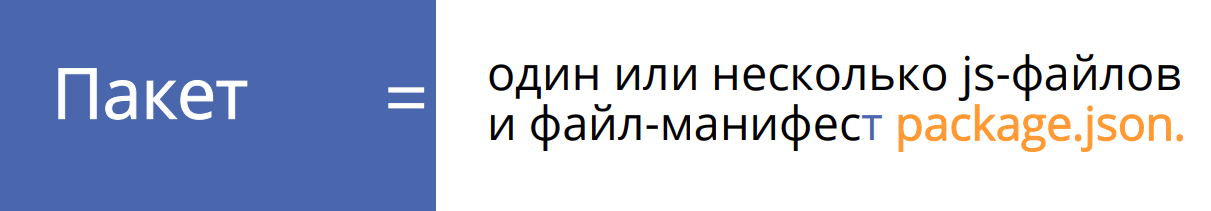 Пакет =
один или несколько js-файлов
и файл-манифест package.json.